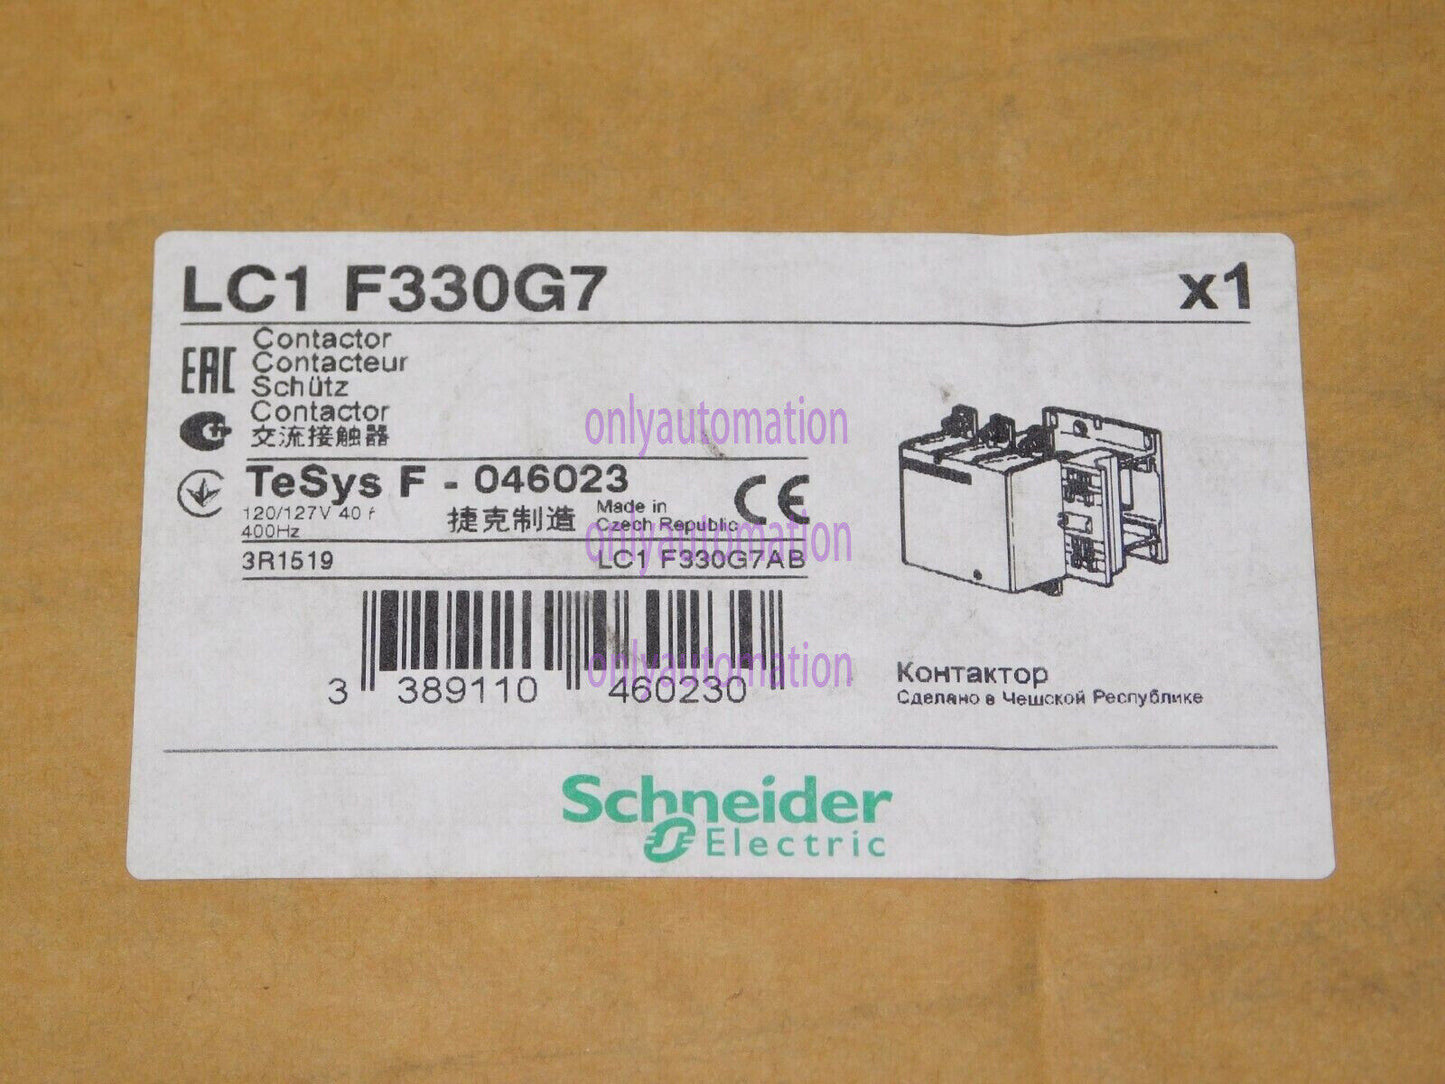 LC1 F330G7 x1
EAC
Contactor
Contacteur
Schütz
Contactor
交流接触器
TeSys F - 046023
120/127V 40
400Hz
捷克制造
Made in
Czech Republic
CE
3R1519 LC1 F330G7AB
3 389110 460230
Контактор
Сделано в Чешской Республике
Schneider
Electric
onlyautomation
onlyautomation
onlyautomation